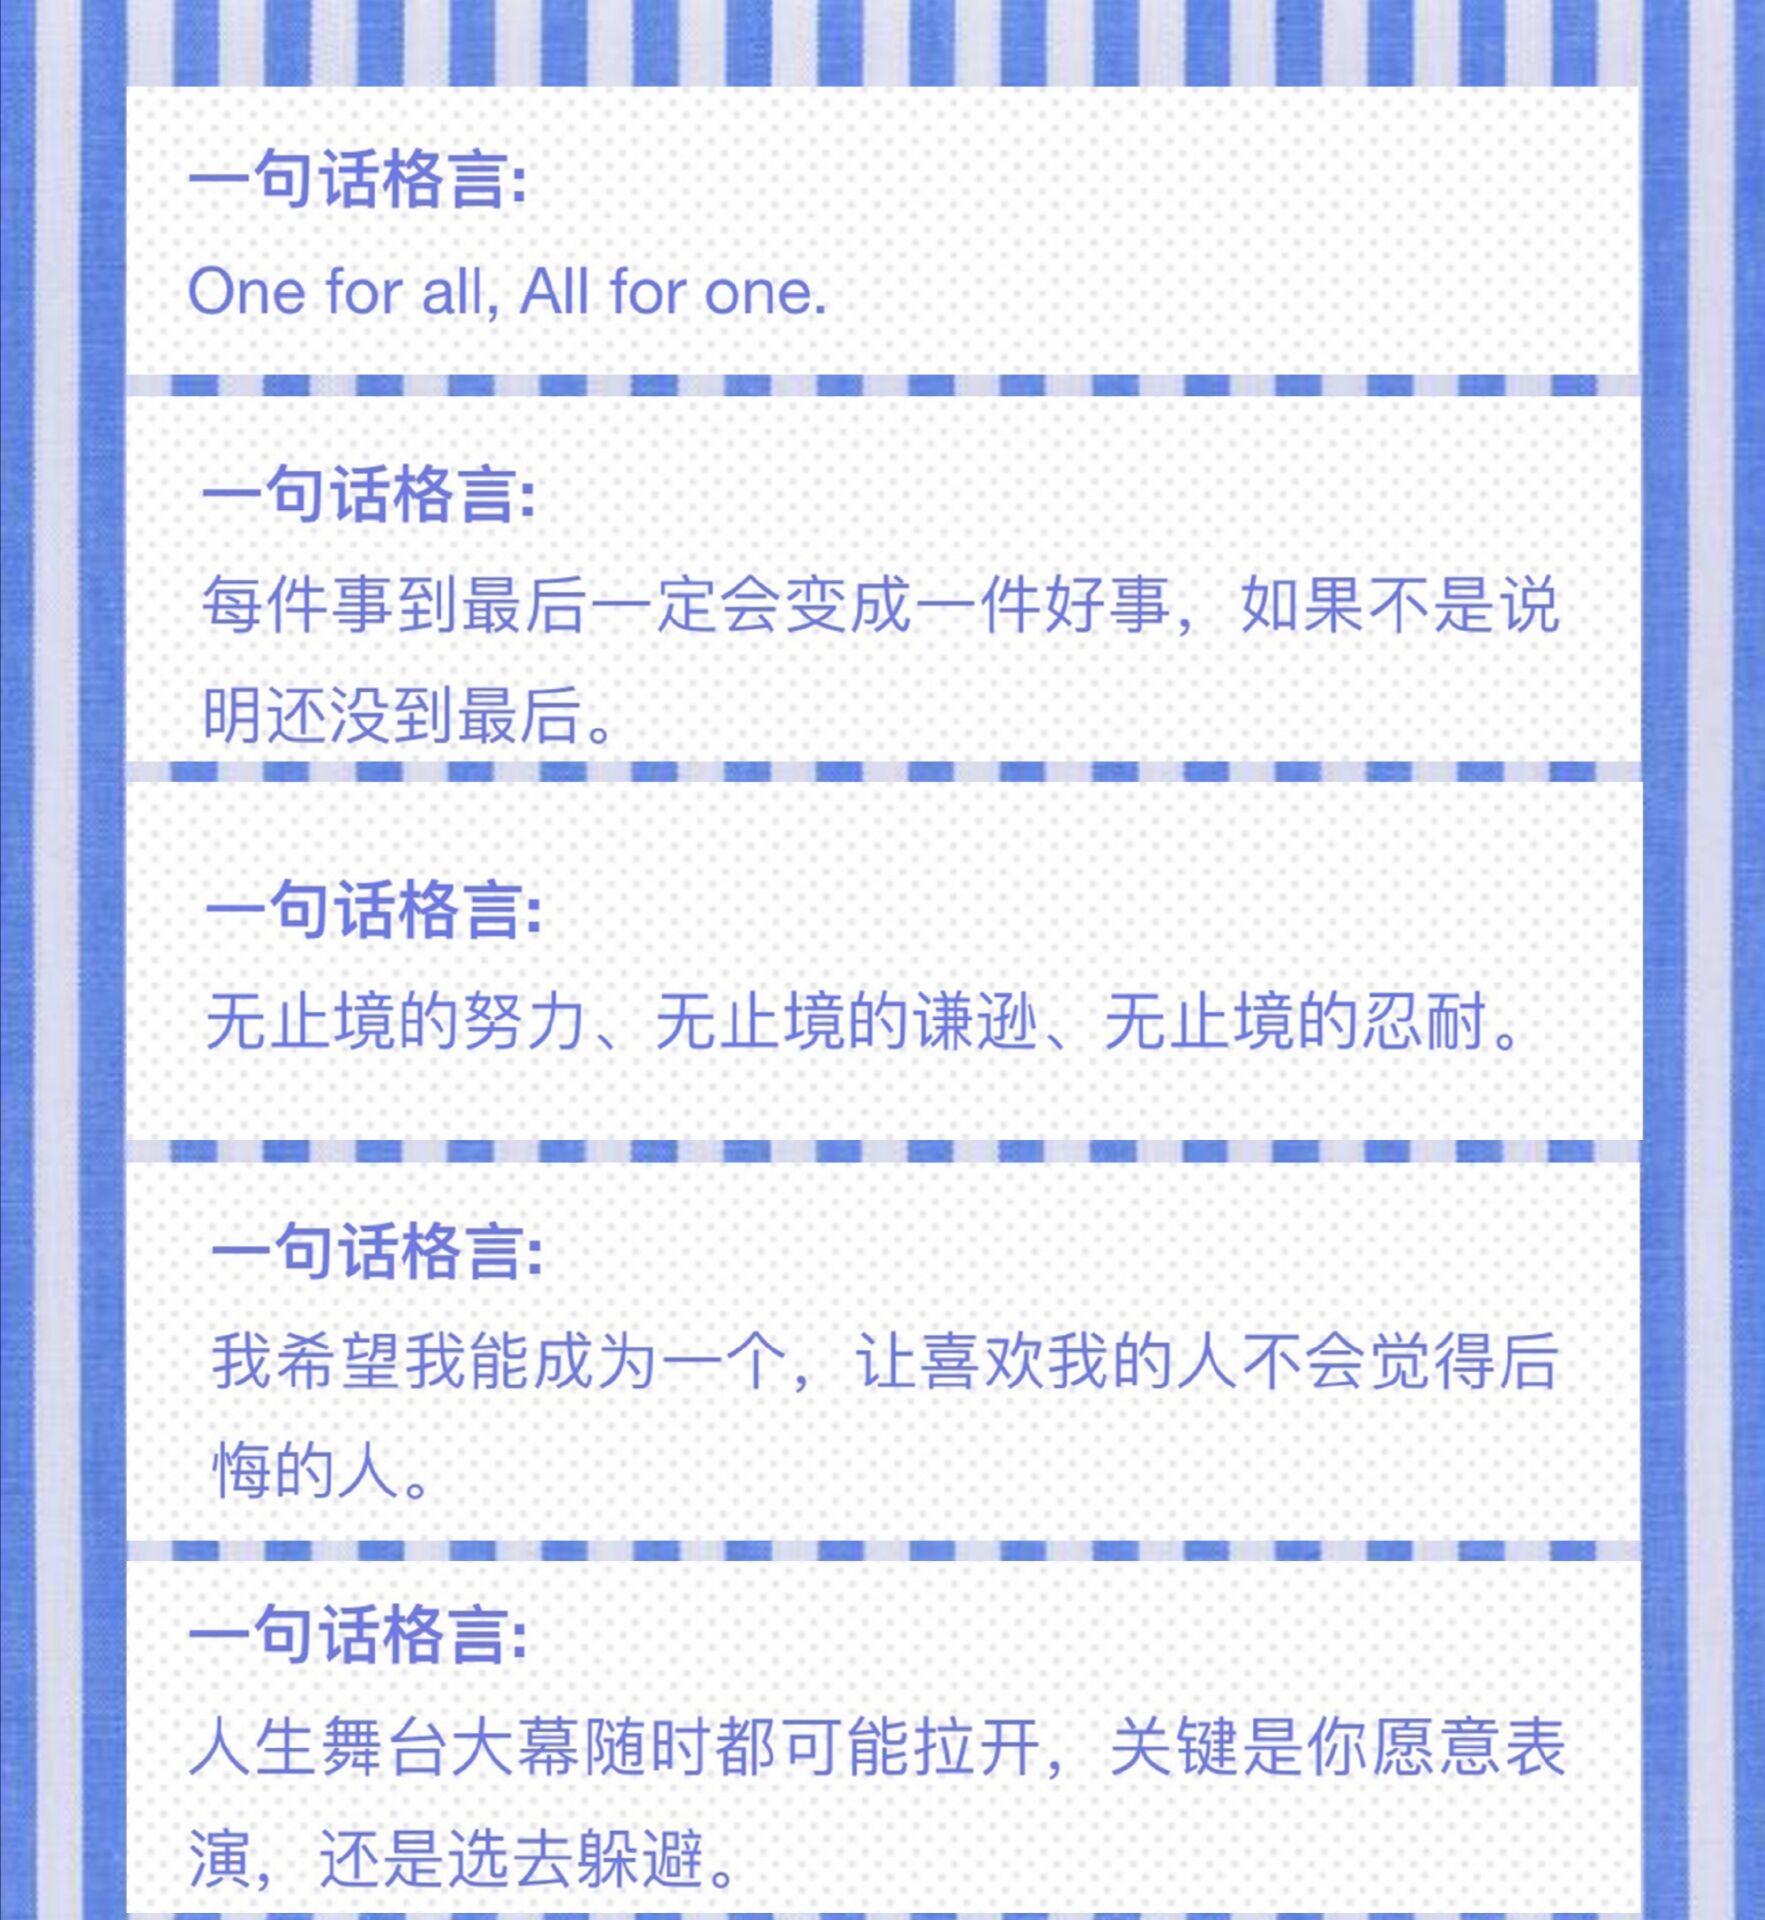 一句话格言:
One for all, All for one.
一句话格言:
每件事到最后一定会变成一件好事，如果不是说
明还没到最后。
一句话格言:
无止境的努力、无止境的谦逊、无止境的忍耐。
一句话格言:
我希望我能成为一个，让喜欢我的人不会觉得后
悔的人。
一句话格言:
人生舞台大幕随时都可能拉开，关键是你愿意表
演，还是选去躲避。